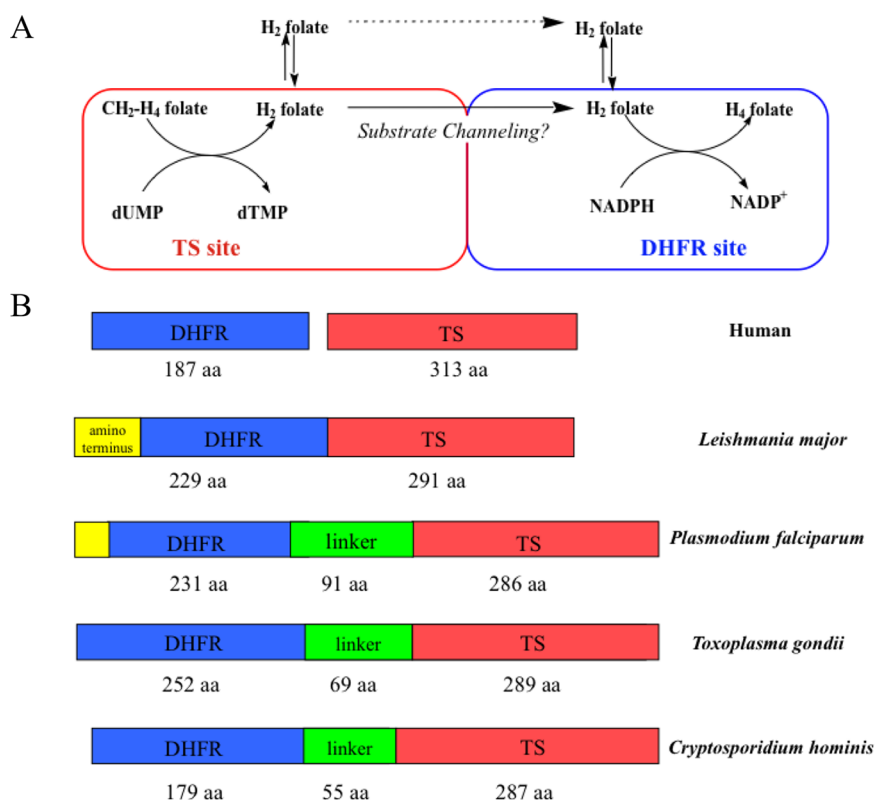 A
H₂ folate
H₂ folate
CH₂-H₄ folate
H₂ folate
H₂ folate
H₄ folate
Substrate Channeling?
dUMP
dTMP
NADPH
NADP⁺
TS site
DHFR site
B
DHFR
TS
Human
187 aa
313 aa
amino
terminus
DHFR
TS
Leishmania major
229 aa
291 aa
DHFR
linker
TS
Plasmodium falciparum
231 aa
91 aa
286 aa
DHFR
linker
TS
Toxoplasma gondii
252 aa
69 aa
289 aa
DHFR
linker
TS
Cryptosporidium hominis
179 aa
55 aa
287 aa